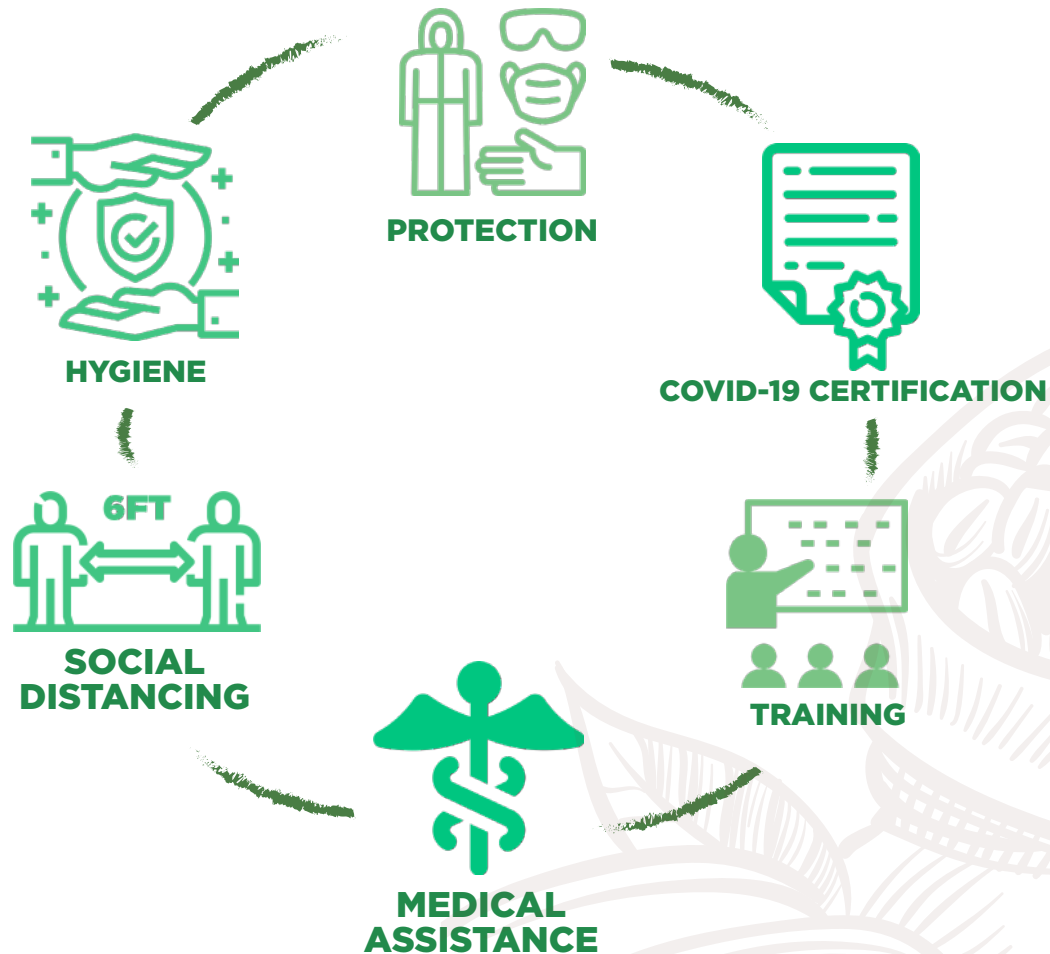 PROTECTION
HYGIENE
COVID-19 CERTIFICATION
6FT
SOCIAL
DISTANCING
TRAINING
MEDICAL
ASSISTANCE